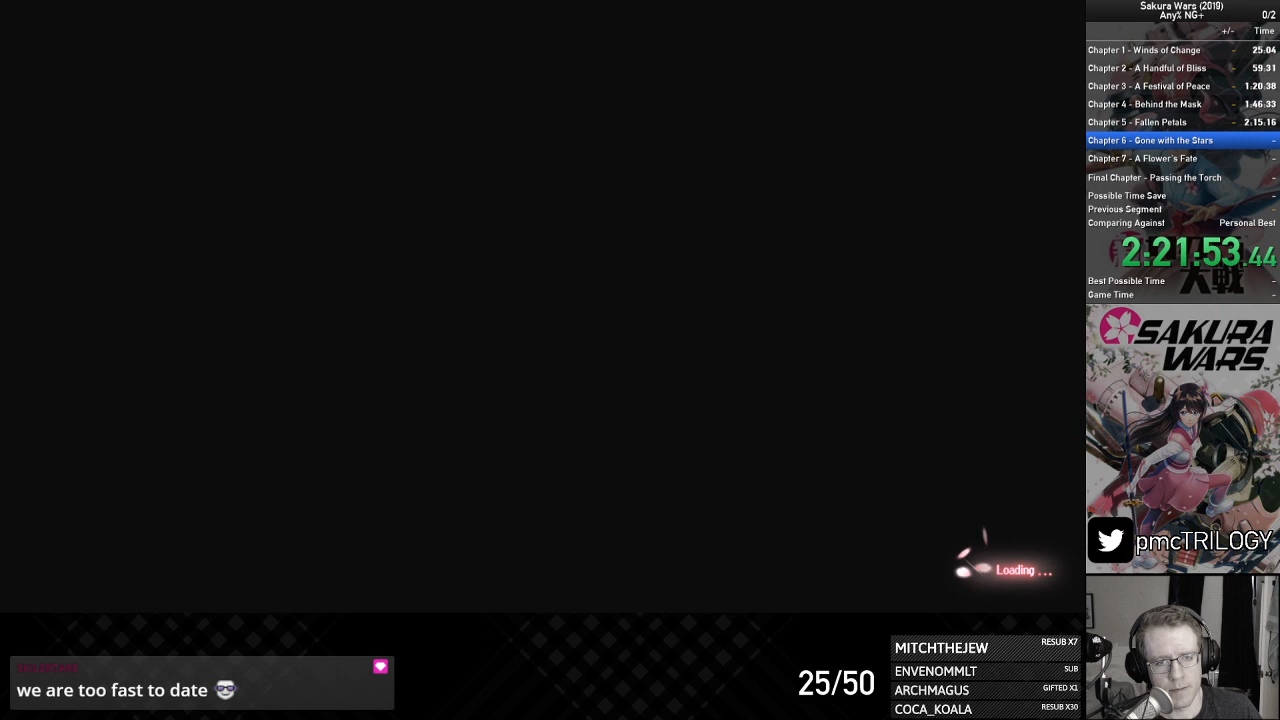 Sakura Wars (2019)
Any% NG+ 0/2
+/- Time
Chapter 1 - Winds of Change - 25.04
Chapter 2 - A Handful of Bliss - 59.31
Chapter 3 - A Festival of Peace - 1:20.38
Chapter 4 - Behind the Mask - 1:46.33
Chapter 5 - Fallen Petals - 2:15.16
Chapter 6 - Gone with the Stars -
Chapter 7 - A Flower's Fate -
Final Chapter - Passing the Torch -
Possible Time Save -
Previous Segment
Comparing Against Personal Best
2:21:53.44
大戦
Best Possible Time -
Game Time -
SAKURA
WARS
pmcTRILOGY
Loading ...
we are too fast to date
25/50
MITCHTHEJEW RESUB X7
ENVENOMMLT SUB
ARCHMAGUS GIFTED X1
COCA_KOALA RESUB X30